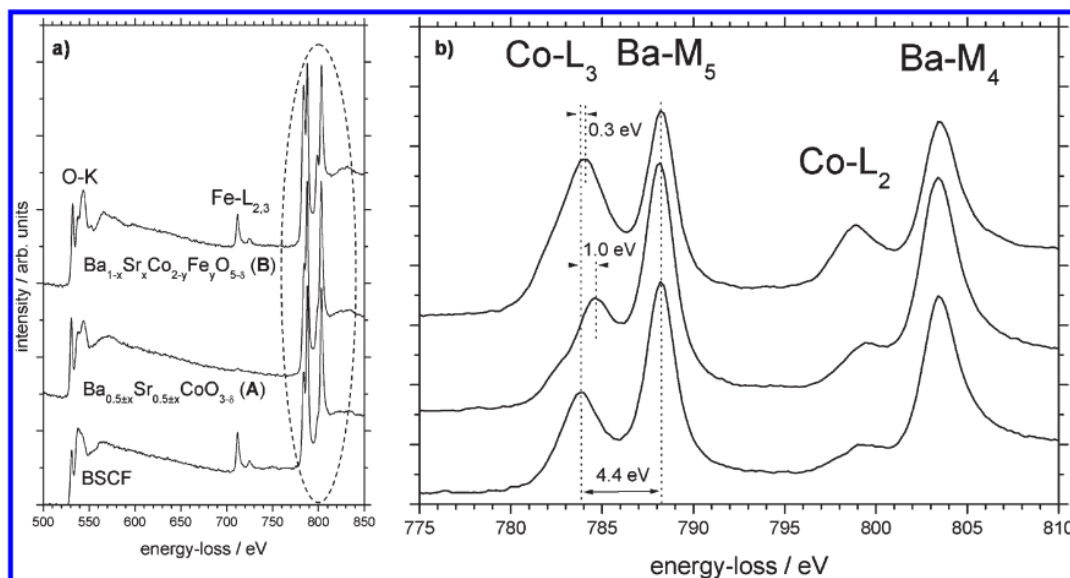 a)
intensity / arb. units
O-K
Fe-L₂,₃
Ba₁₋ₓSrₓCo₂₋yFeyO₅₋δ (B)
Ba₀.₅±ₓSr₀.₅±ₓCoO₃₋δ (A)
BSCF
500 550 600 650 700 750 800 850
energy-loss / eV
b)
Co-L₃ Ba-M₅ Ba-M₄
0.3 eV
Co-L₂
1.0 eV
4.4 eV
775 780 785 790 795 800 805 810
energy-loss / eV